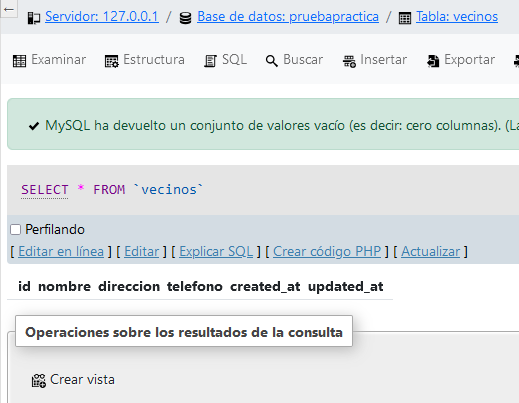 Servidor: 127.0.0.1 / Base de datos: pruebapractica / Tabla: vecinos
Examinar Estructura SQL Buscar Insertar Exportar
MySQL ha devuelto un conjunto de valores vacío (es decir: cero columnas). (La
SELECT * FROM `vecinos`
Perfilando
[ Editar en línea ] [ Editar ] [ Explicar SQL ] [ Crear código PHP ] [ Actualizar ]
id nombre direccion telefono created_at updated_at
Operaciones sobre los resultados de la consulta
Crear vista